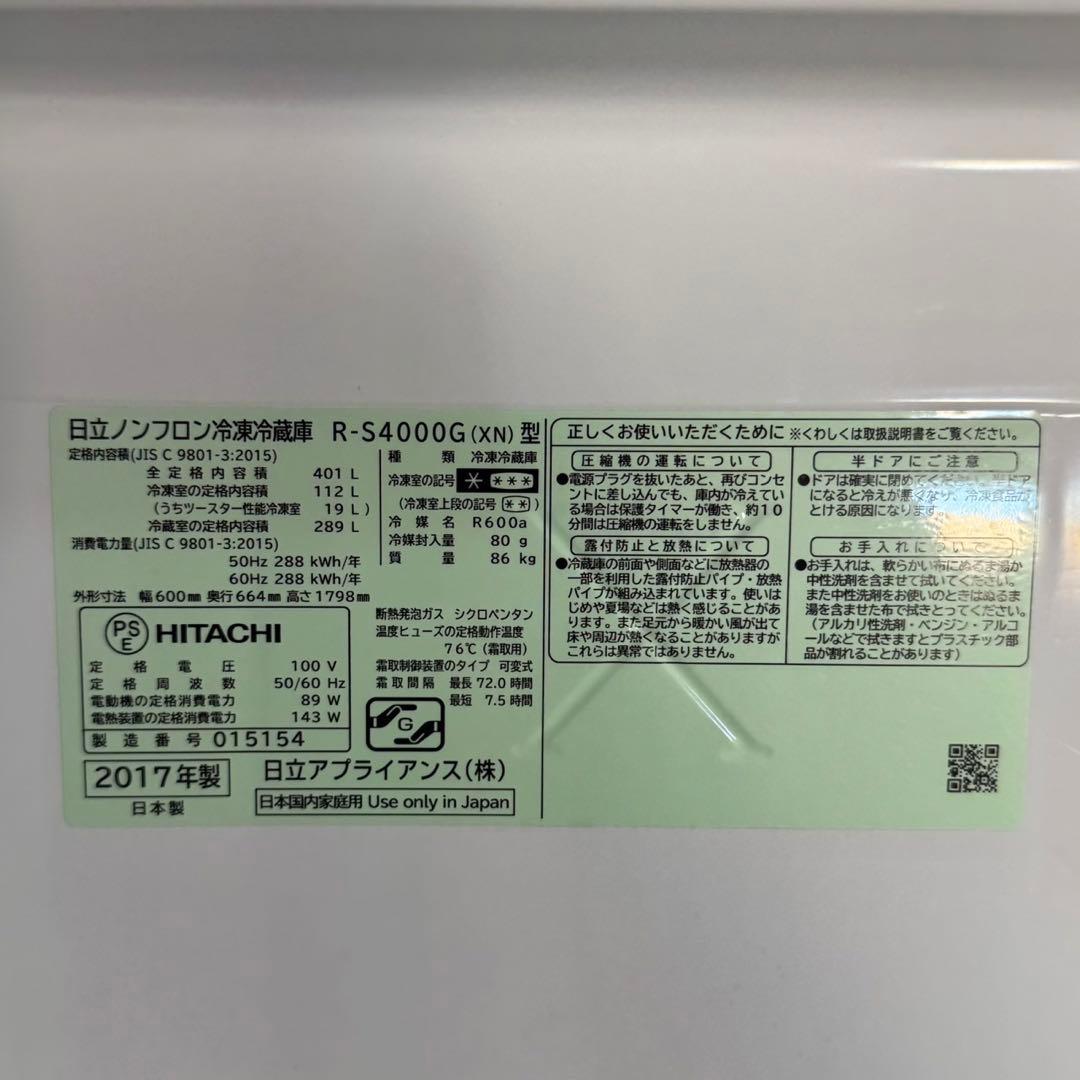 日立ノンフロン冷凍冷蔵庫 R-S4000G(XN)型
定格内容積(JIS C 9801-3:2015)
全定格内容積 401 L
冷凍室の定格内容積 112 L
(うちツースター性能冷凍室 19 L)
冷蔵室の定格内容積 289 L
消費電力量(JIS C 9801-3:2015)
50Hz 288 kWh/年
60Hz 288 kWh/年
外形寸法 幅600mm 奥行664mm 高さ1798mm
種類 冷凍冷蔵庫
冷凍室の記号 * ***
(冷凍室上段の記号 **)
冷媒名 R600a
冷媒封入量 80 g
質量 86 kg
PSE HITACHI
定格電圧 100 V
定格周波数 50/60 Hz
電動機の定格消費電力 89 W
電熱装置の定格消費電力 143 W
製造番号 015154
断熱発泡ガス シクロペンタン
温度ヒューズの定格動作温度
76℃(霜取用)
霜取制御装置のタイプ 可変式
霜取間隔 最長 72.0 時間
最短 7.5 時間
G
2017年製
日本製
日立アプライアンス(株)
日本国内家庭用 Use only in Japan
正しくお使いいただくために ※くわしくは取扱説明書をご覧ください。
圧縮機の運転について
●電源プラグを抜いたあと、再びコンセ
ントに差し込んでも、庫内が冷えてい
る場合は保護タイマーが働き、約10
分間は圧縮機の運転をしません。
露付防止と放熱について
●冷蔵庫の前面や側面などに放熱器の
一部を利用した露付防止パイプ・放熱
パイプが組み込まれています。使いは
じめや夏場などは熱く感じることがあ
ります。また足元から暖かい風が出て
床や周辺が熱くなることがありますが
これらは異常ではありません。
半ドアにご注意
●ドアは確実に閉めてください。半ドア
になると冷えが悪くなり、冷凍食品が
とける原因になります。
お手入れについて
●お手入れは、軟らかい布にぬるま湯か
中性洗剤を含ませて拭いてください。
また中性洗剤をお使いのときはぬるま
湯を含ませた布で拭きとってください。
(アルカリ性洗剤・ベンジン・アルコ
ールなどで拭きますとプラスチック部
品が割れることがあります)